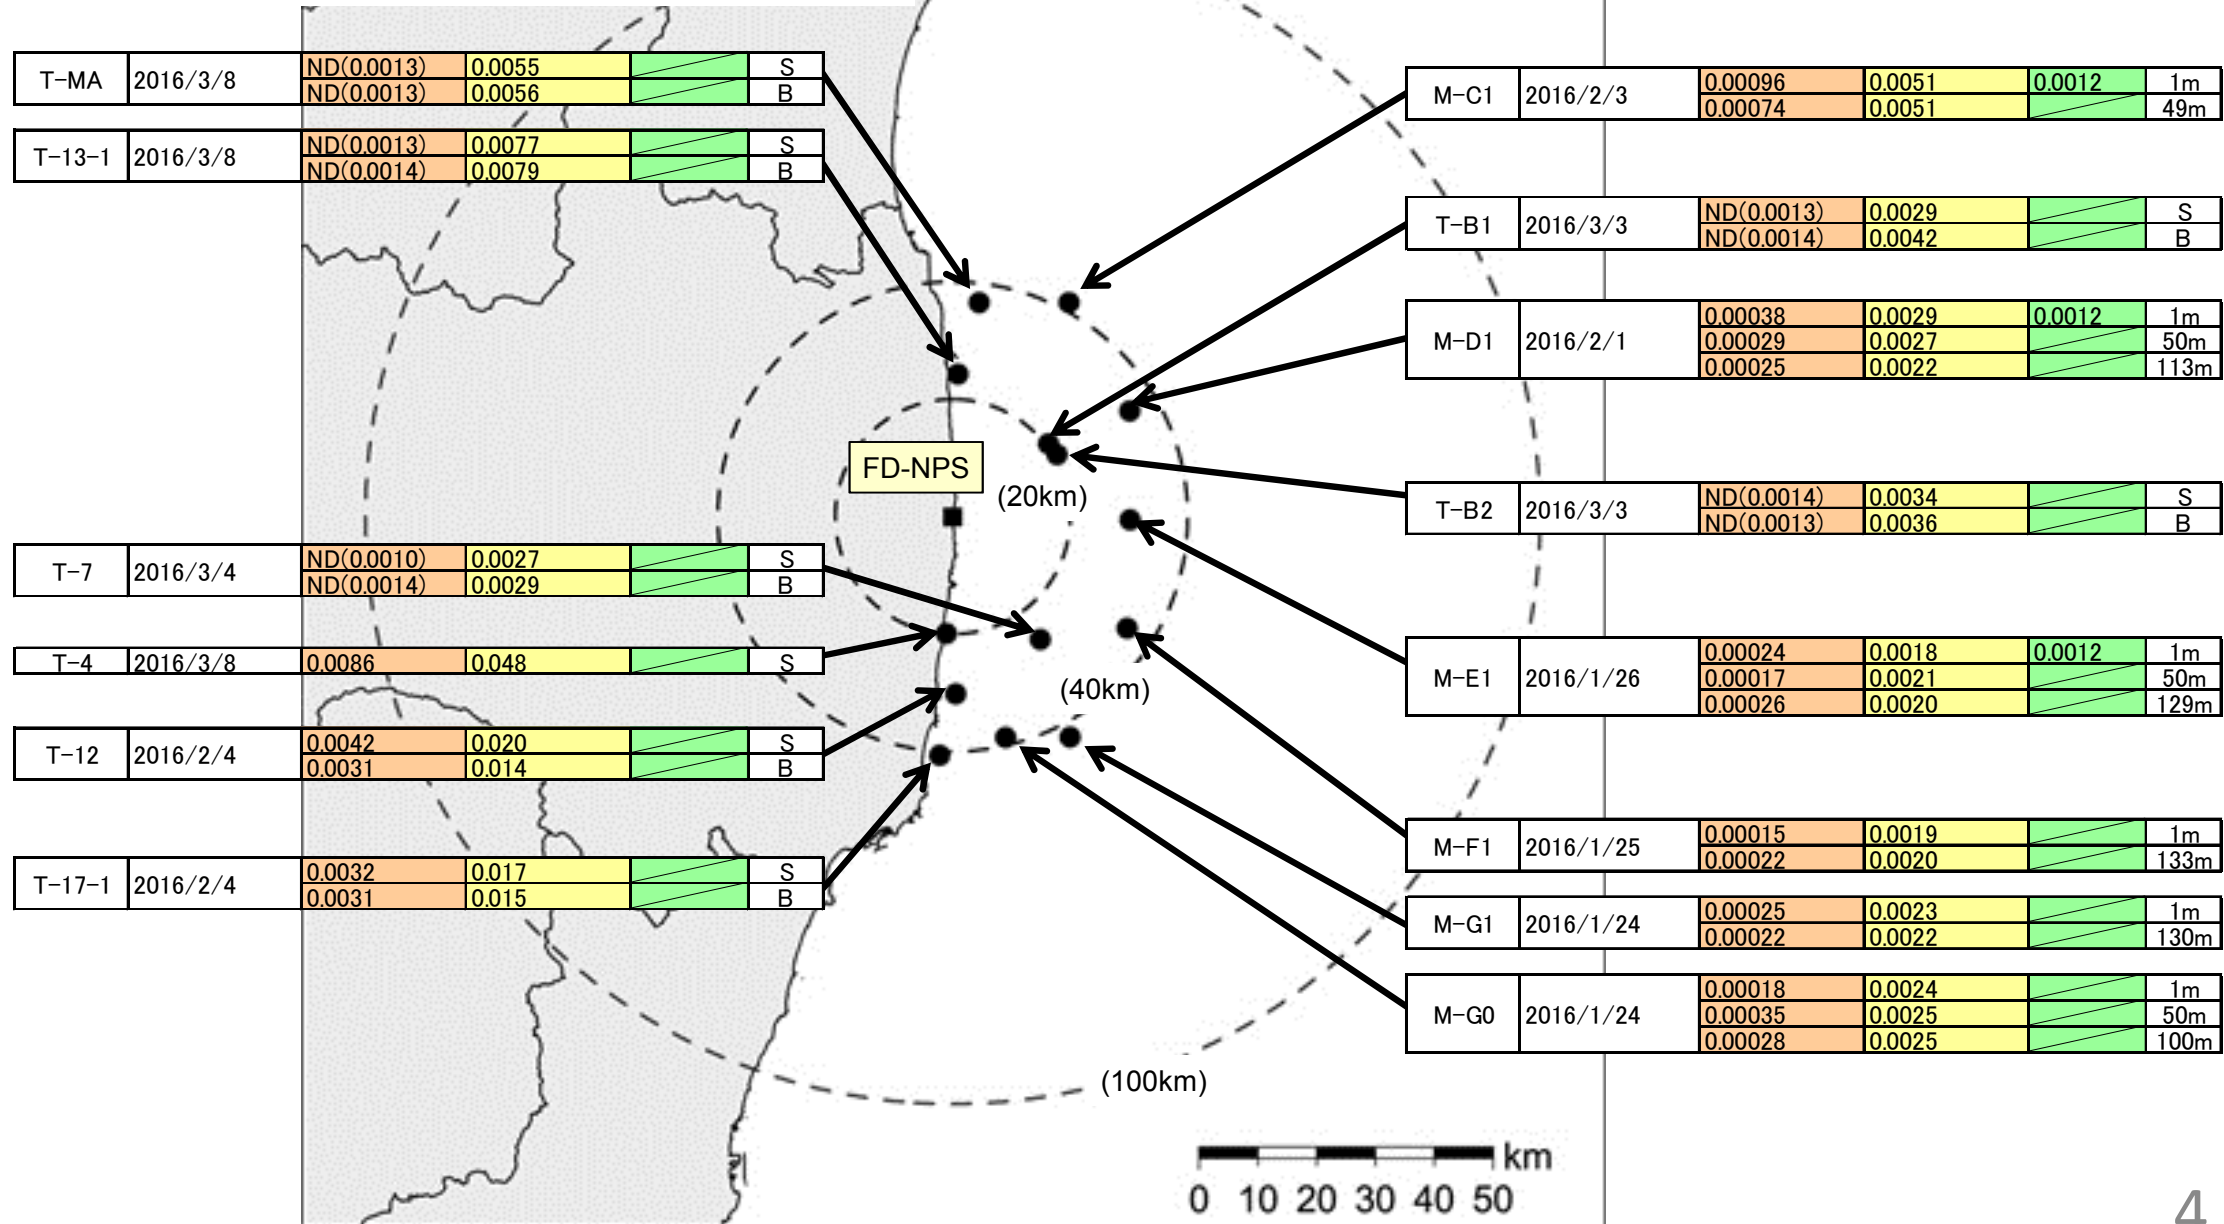 T-MA 2016/3/8 ND(0.0013) 0.0055 S
ND(0.0013) 0.0056 B
T-13-1 2016/3/8 ND(0.0013) 0.0077 S
ND(0.0014) 0.0079 B
T-7 2016/3/4 ND(0.0010) 0.0027 S
ND(0.0014) 0.0029 B
T-4 2016/3/8 0.0086 0.048 S
T-12 2016/2/4 0.0042 0.020 S
0.0031 0.014 B
T-17-1 2016/2/4 0.0032 0.017 S
0.0031 0.015 B
FD-NPS
(20km)
(40km)
(100km)
M-C1 2016/2/3 0.00096 0.0051 0.0012 1m
0.00074 0.0051 49m
T-B1 2016/3/3 ND(0.0013) 0.0029 S
ND(0.0014) 0.0042 B
M-D1 2016/2/1 0.00038 0.0029 0.0012 1m
0.00029 0.0027 50m
0.00025 0.0022 113m
T-B2 2016/3/3 ND(0.0014) 0.0034 S
ND(0.0013) 0.0036 B
M-E1 2016/1/26 0.00024 0.0018 0.0012 1m
0.00017 0.0021 50m
0.00026 0.0020 129m
M-F1 2016/1/25 0.00015 0.0019 1m
0.00022 0.0020 133m
M-G1 2016/1/24 0.00025 0.0023 1m
0.00022 0.0022 130m
M-G0 2016/1/24 0.00018 0.0024 1m
0.00035 0.0025 50m
0.00028 0.0025 100m
km
0 10 20 30 40 50
4